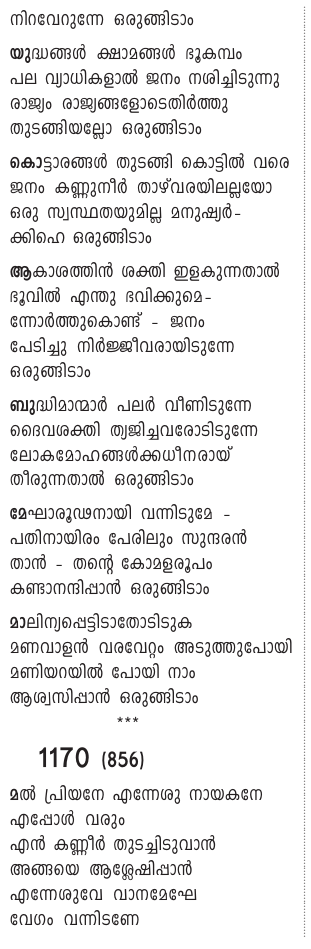 നിറവേറുന്നേ ഒരുങ്ങിടാം
യുദ്ധങ്ങൾ ക്ഷാമങ്ങൾ ഭൂകമ്പം
പല വ്യാധികളാൽ ജനം നശിച്ചിടുന്നു
രാജ്യം രാജ്യങ്ങളോടെതിർത്തു
തുടങ്ങിയല്ലോ ഒരുങ്ങിടാം
കൊട്ടാരങ്ങൾ തുടങ്ങി കൊട്ടിൽ വരെ
ജനം കണ്ണുനീർ താഴ്വരയിലല്ലയോ
ഒരു സ്വസ്ഥതയുമില്ല മനുഷ്യർ-
ക്കിഹെ ഒരുങ്ങിടാം
ആകാശത്തിൻ ശക്തി ഇളകുന്നതാൽ
ഭൂവിൽ എന്തു ഭവിക്കുമെ-
ന്നോർത്തുകൊണ്ട് - ജനം
പേടിച്ചു നിർജ്ജീവരായിടുന്നേ
ഒരുങ്ങിടാം
ബുദ്ധിമാന്മാർ പലർ വീണിടുന്നേ
ദൈവശക്തി ത്വജിച്ചവരോടിടുന്നേ
ലോകമോഹങ്ങൾക്കധീനരായ്
തീരുന്നതാൽ ഒരുങ്ങിടാം
മേഘാരൂഢനായി വന്നിടുമേ -
പതിനായിരം പേരിലും സുന്ദരൻ
താൻ - തന്റെ കോമളരൂപം
കണ്ടാനന്ദിപ്പാൻ ഒരുങ്ങിടാം
മാലിന്യപ്പെട്ടിടാതോടിടുക
മണവാളൻ വരവേറ്റം അടുത്തുപോയി
മണിയറയിൽ പോയി നാം
ആശ്വസിപ്പാൻ ഒരുങ്ങിടാം
***
1170 (856)
മൽ പ്രിയനേ എന്നേശു നായകനേ
എപ്പോൾ വരും
എൻ കണ്ണീർ തുടച്ചിടുവാൻ
അങ്ങയെ ആശ്ലേഷിപ്പാൻ
എന്നേശുവേ വാനമേഘേ
വേഗം വന്നിടണേ